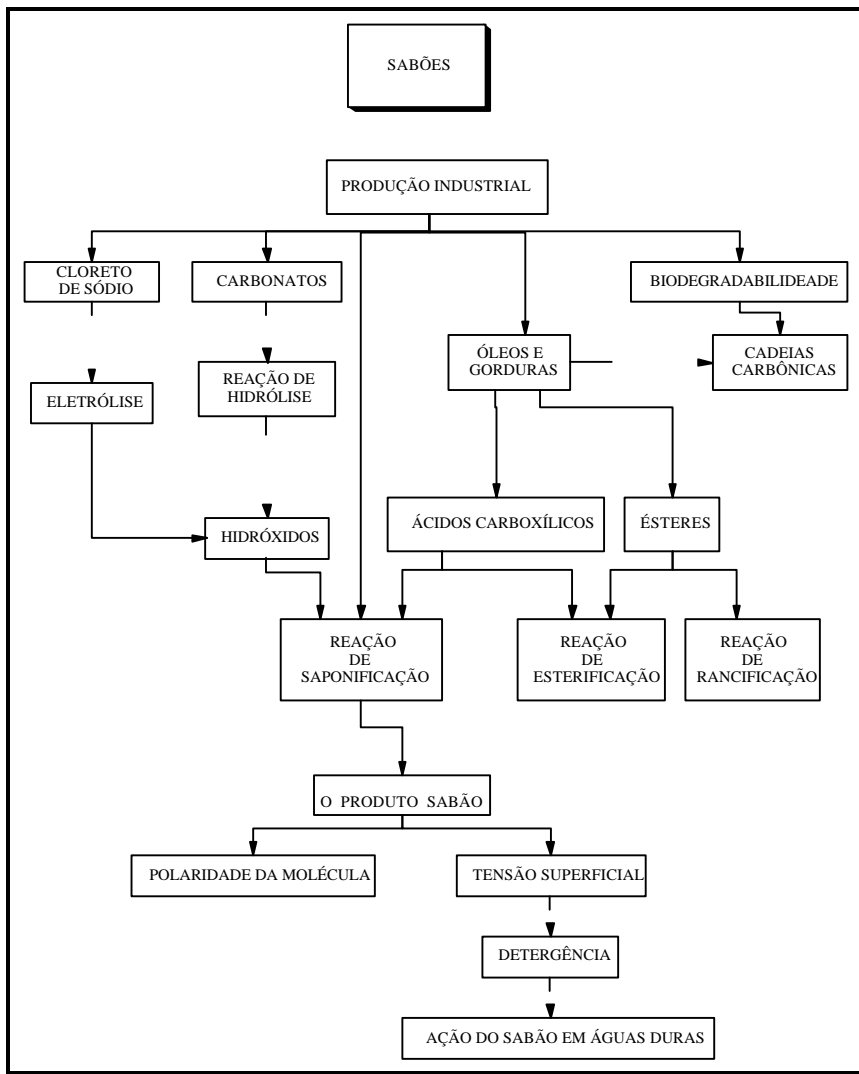 SABÕES
PRODUÇÃO INDUSTRIAL
CLORETO
DE SÓDIO
CARBONATOS
BIODEGRADABILIDEADE
ÓLEOS E
GORDURAS
CADEIAS
CARBÔNICAS
ELETRÓLISE
REAÇÃO DE
HIDRÓLISE
HIDRÓXIDOS
ÁCIDOS CARBOXÍLICOS
ÉSTERES
REAÇÃO
DE
SAPONIFICAÇÃO
REAÇÃO
DE
ESTERIFICAÇÃO
REAÇÃO
DE
RANCIFICAÇÃO
O PRODUTO SABÃO
POLARIDADE DA MOLÉCULA
TENSÃO SUPERFICIAL
DETERGÊNCIA
AÇÃO DO SABÃO EM ÁGUAS DURAS